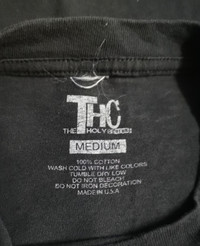 THC
THE HOLY
MEDIUM
100% COTTON
WASH COLD WITH LIKE COLORS
TUMBLE DRY LOW
DO NOT BLEACH
DO NOT IRON DECORATION
MADE IN U.S.A